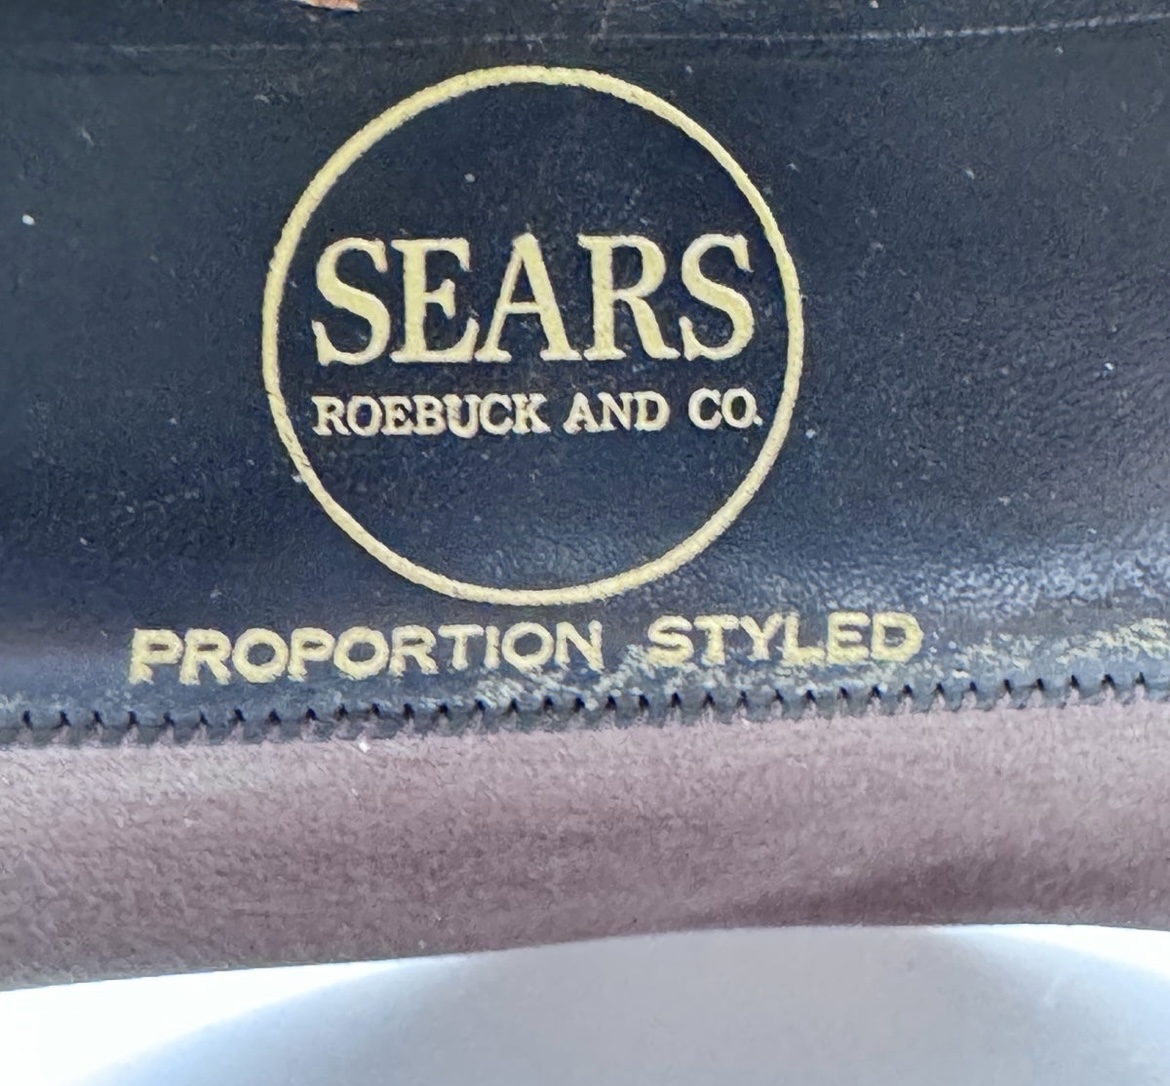 SEARS
ROEBUCK AND CO.
PROPORTION STYLED